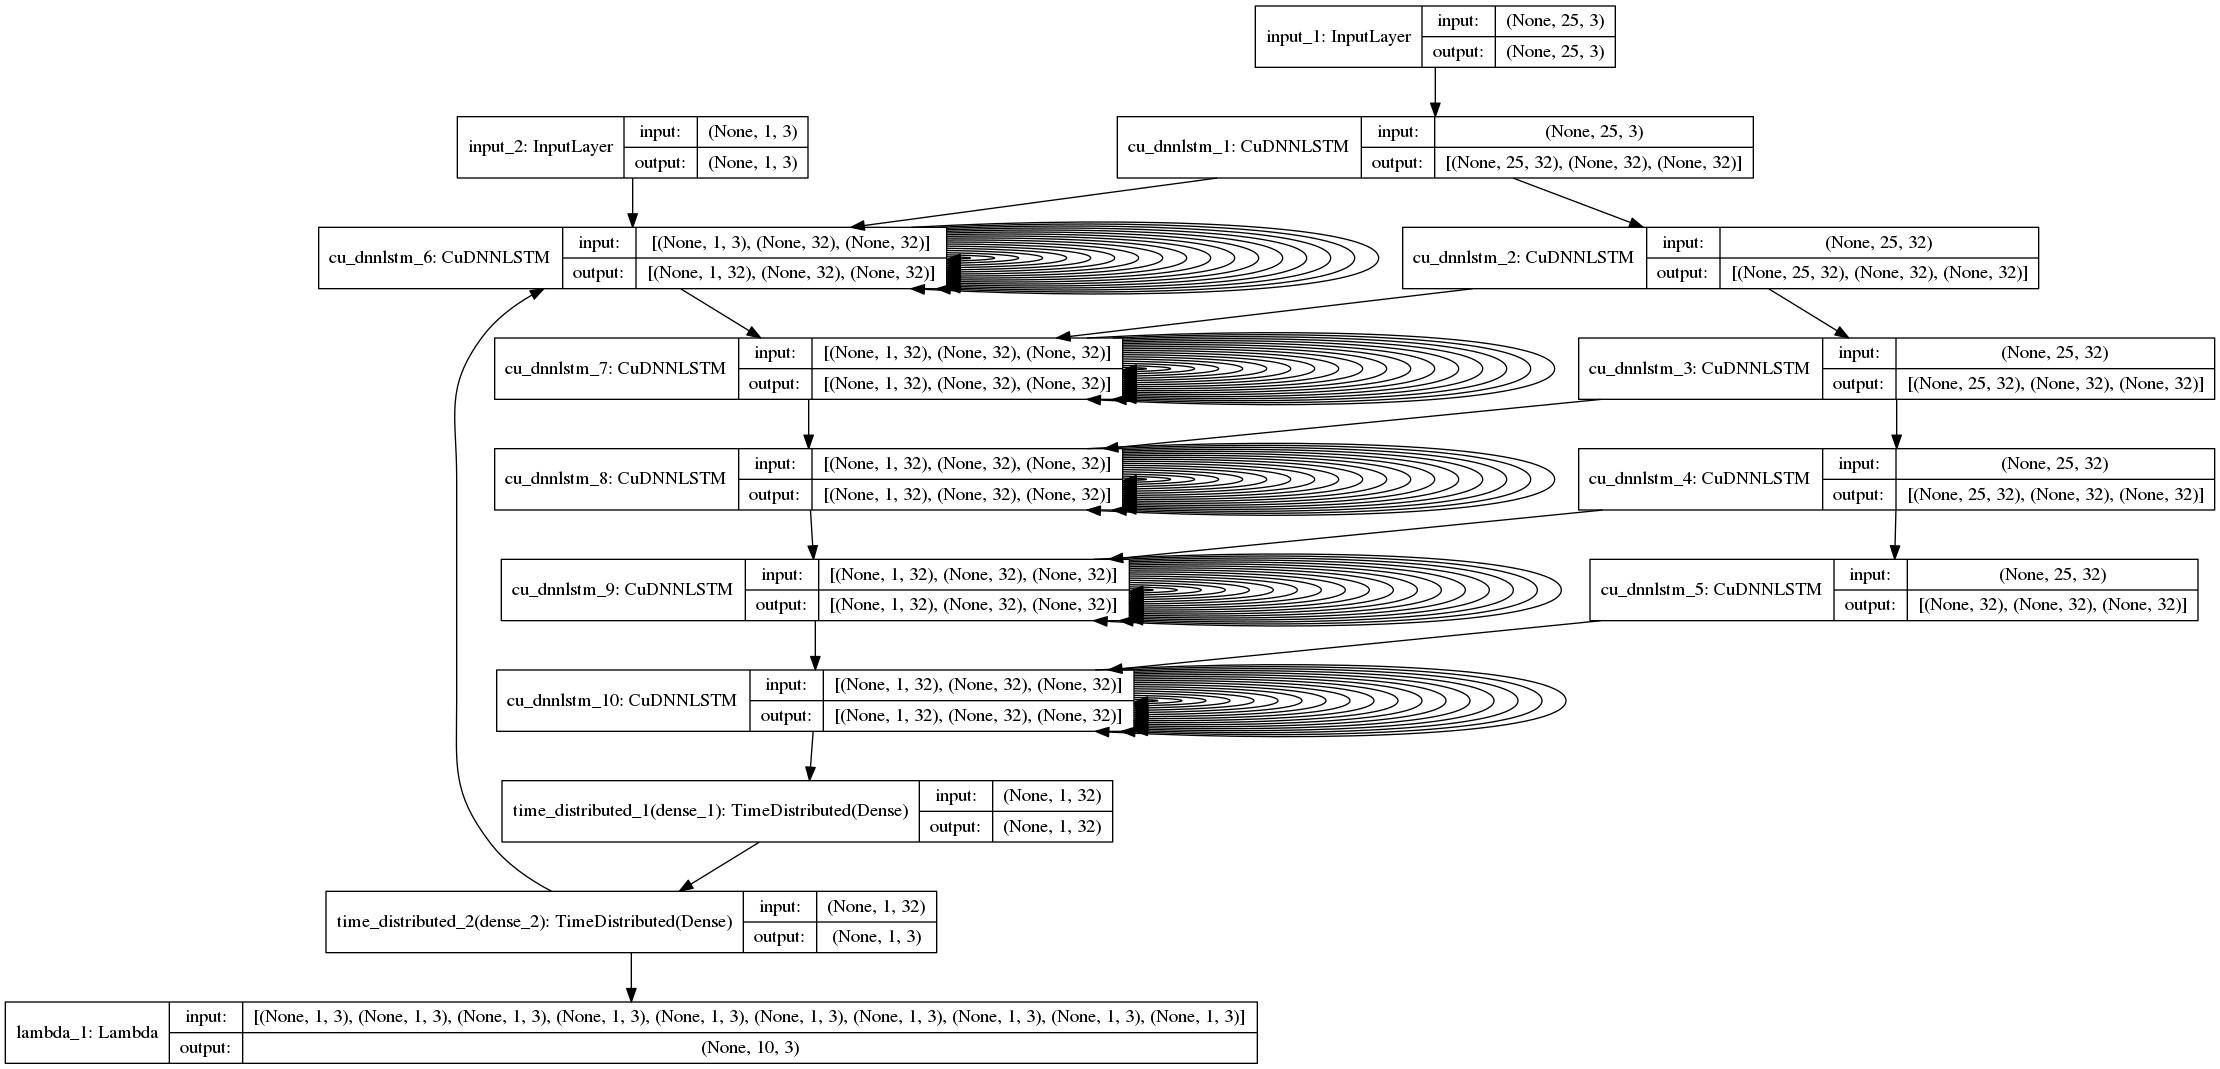 input_1: InputLayer
input: (None, 25, 3)
output: (None, 25, 3)
input_2: InputLayer
input: (None, 1, 3)
output: (None, 1, 3)
cu_dnnlstm_1: CuDNNLSTM
input: (None, 25, 3)
output: [(None, 25, 32), (None, 32), (None, 32)]
cu_dnnlstm_6: CuDNNLSTM
input: [(None, 1, 3), (None, 32), (None, 32)]
output: [(None, 1, 32), (None, 32), (None, 32)]
cu_dnnlstm_2: CuDNNLSTM
input: (None, 25, 32)
output: [(None, 25, 32), (None, 32), (None, 32)]
cu_dnnlstm_7: CuDNNLSTM
input: [(None, 1, 32), (None, 32), (None, 32)]
output: [(None, 1, 32), (None, 32), (None, 32)]
cu_dnnlstm_3: CuDNNLSTM
input: (None, 25, 32)
output: [(None, 25, 32), (None, 32), (None, 32)]
cu_dnnlstm_8: CuDNNLSTM
input: [(None, 1, 32), (None, 32), (None, 32)]
output: [(None, 1, 32), (None, 32), (None, 32)]
cu_dnnlstm_4: CuDNNLSTM
input: (None, 25, 32)
output: [(None, 25, 32), (None, 32), (None, 32)]
cu_dnnlstm_9: CuDNNLSTM
input: [(None, 1, 32), (None, 32), (None, 32)]
output: [(None, 1, 32), (None, 32), (None, 32)]
cu_dnnlstm_5: CuDNNLSTM
input: (None, 25, 32)
output: [(None, 32), (None, 32), (None, 32)]
cu_dnnlstm_10: CuDNNLSTM
input: [(None, 1, 32), (None, 32), (None, 32)]
output: [(None, 1, 32), (None, 32), (None, 32)]
time_distributed_1(dense_1): TimeDistributed(Dense)
input: (None, 1, 32)
output: (None, 1, 32)
time_distributed_2(dense_2): TimeDistributed(Dense)
input: (None, 1, 32)
output: (None, 1, 3)
lambda_1: Lambda
input: [(None, 1, 3), (None, 1, 3), (None, 1, 3), (None, 1, 3), (None, 1, 3), (None, 1, 3), (None, 1, 3), (None, 1, 3), (None, 1, 3), (None, 1, 3)]
output: (None, 10, 3)